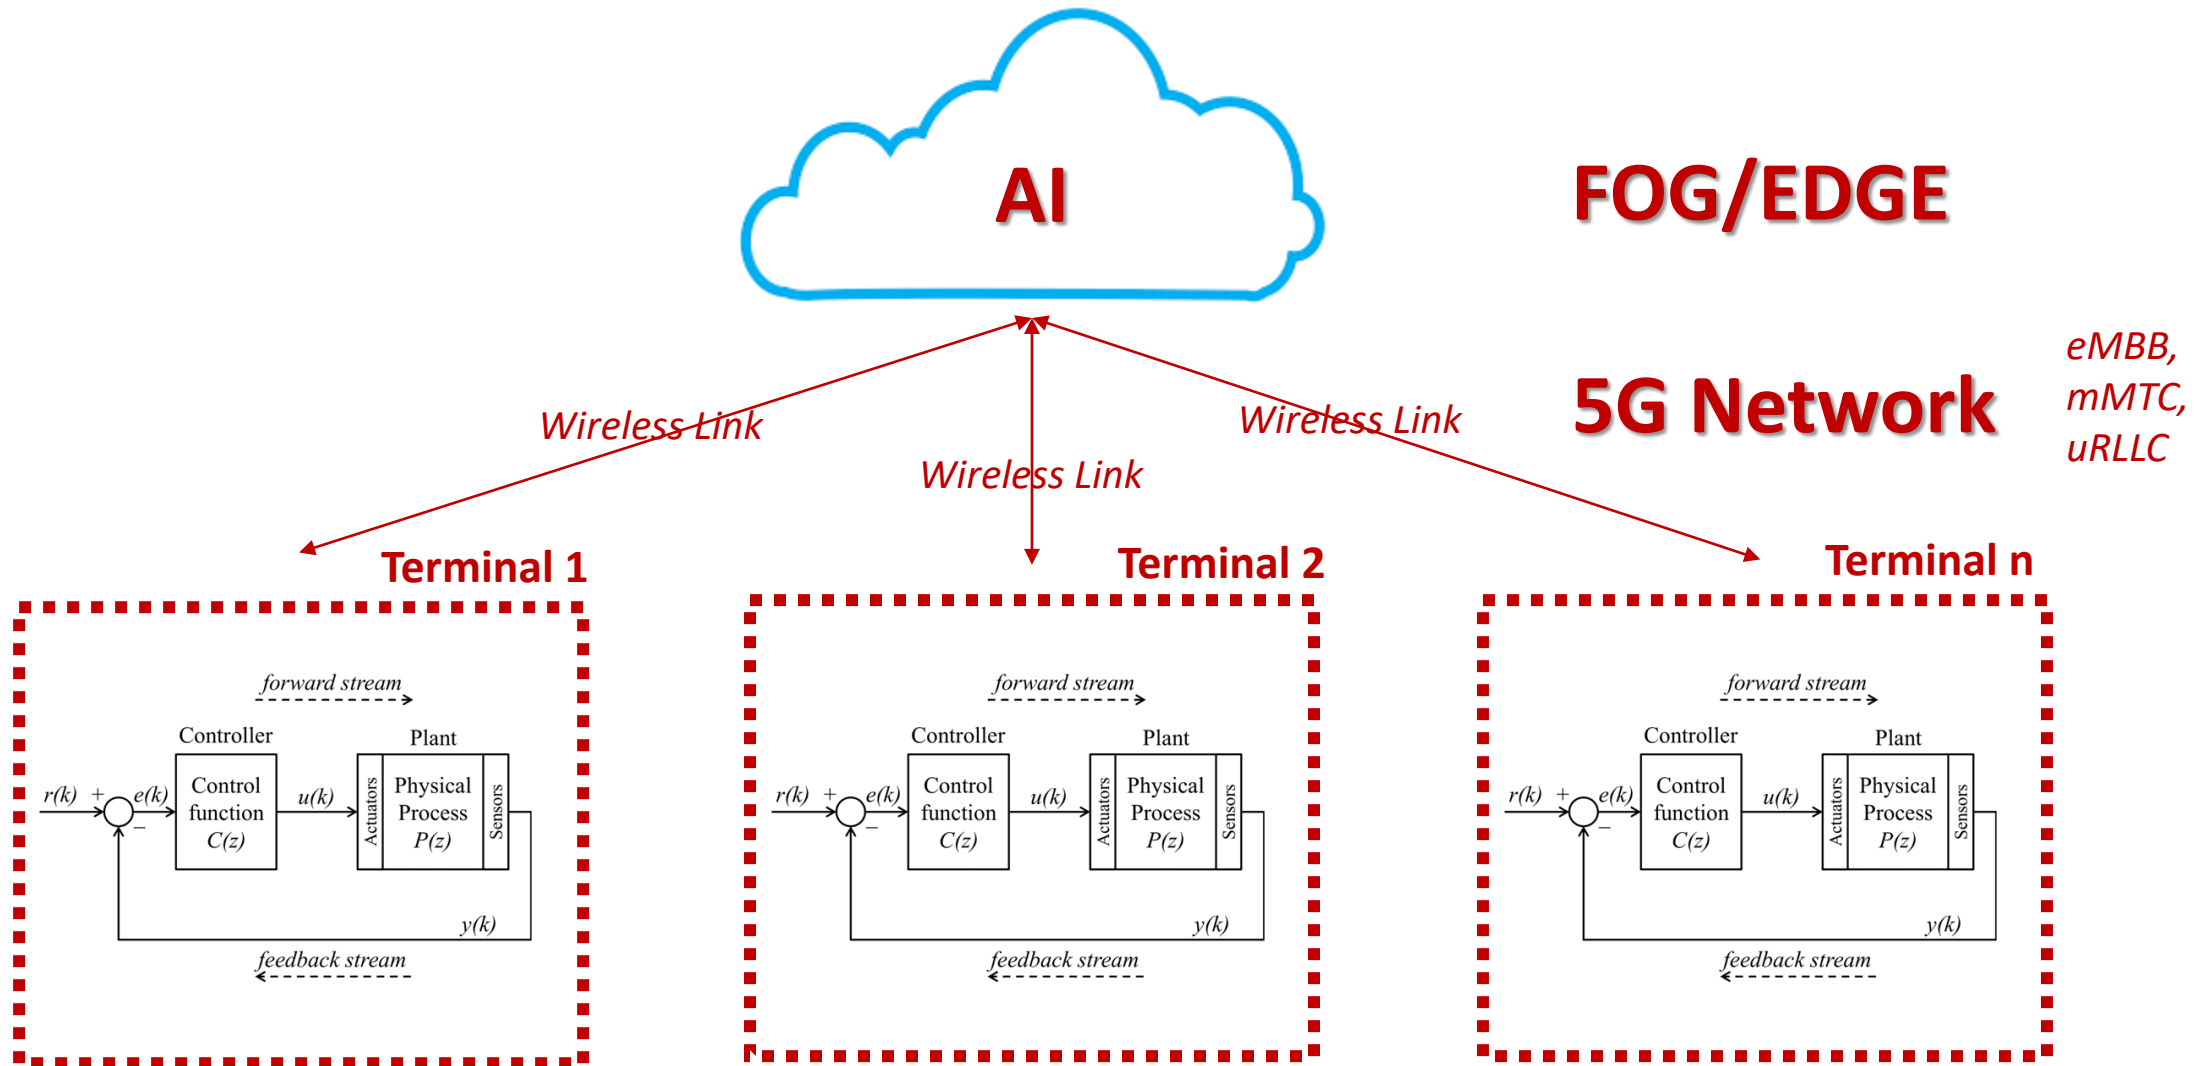 AI
FOG/EDGE
5G Network
eMBB,
mMTC,
uRLLC
Wireless Link
Wireless Link
Wireless Link
Terminal 1
forward stream
Controller
Plant
r(k)
+
e(k)
−
Control
function
C(z)
u(k)
Actuators
Physical
Process
P(z)
Sensors
y(k)
feedback stream
Terminal 2
forward stream
Controller
Plant
r(k)
+
e(k)
−
Control
function
C(z)
u(k)
Actuators
Physical
Process
P(z)
Sensors
y(k)
feedback stream
Terminal n
forward stream
Controller
Plant
r(k)
+
e(k)
−
Control
function
C(z)
u(k)
Actuators
Physical
Process
P(z)
Sensors
y(k)
feedback stream